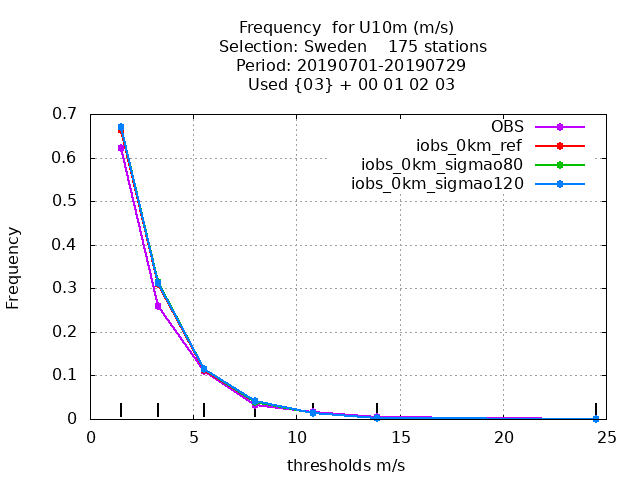 Frequency  for U10m (m/s)
Selection: Sweden    175 stations
Period: 20190701-20190729
Used {03} + 00 01 02 03
OBS
iobs_0km_ref
iobs_0km_sigmao80
iobs_0km_sigmao120
Frequency
0.7
0.6
0.5
0.4
0.3
0.2
0.1
0
0 5 10 15 20 25
thresholds m/s